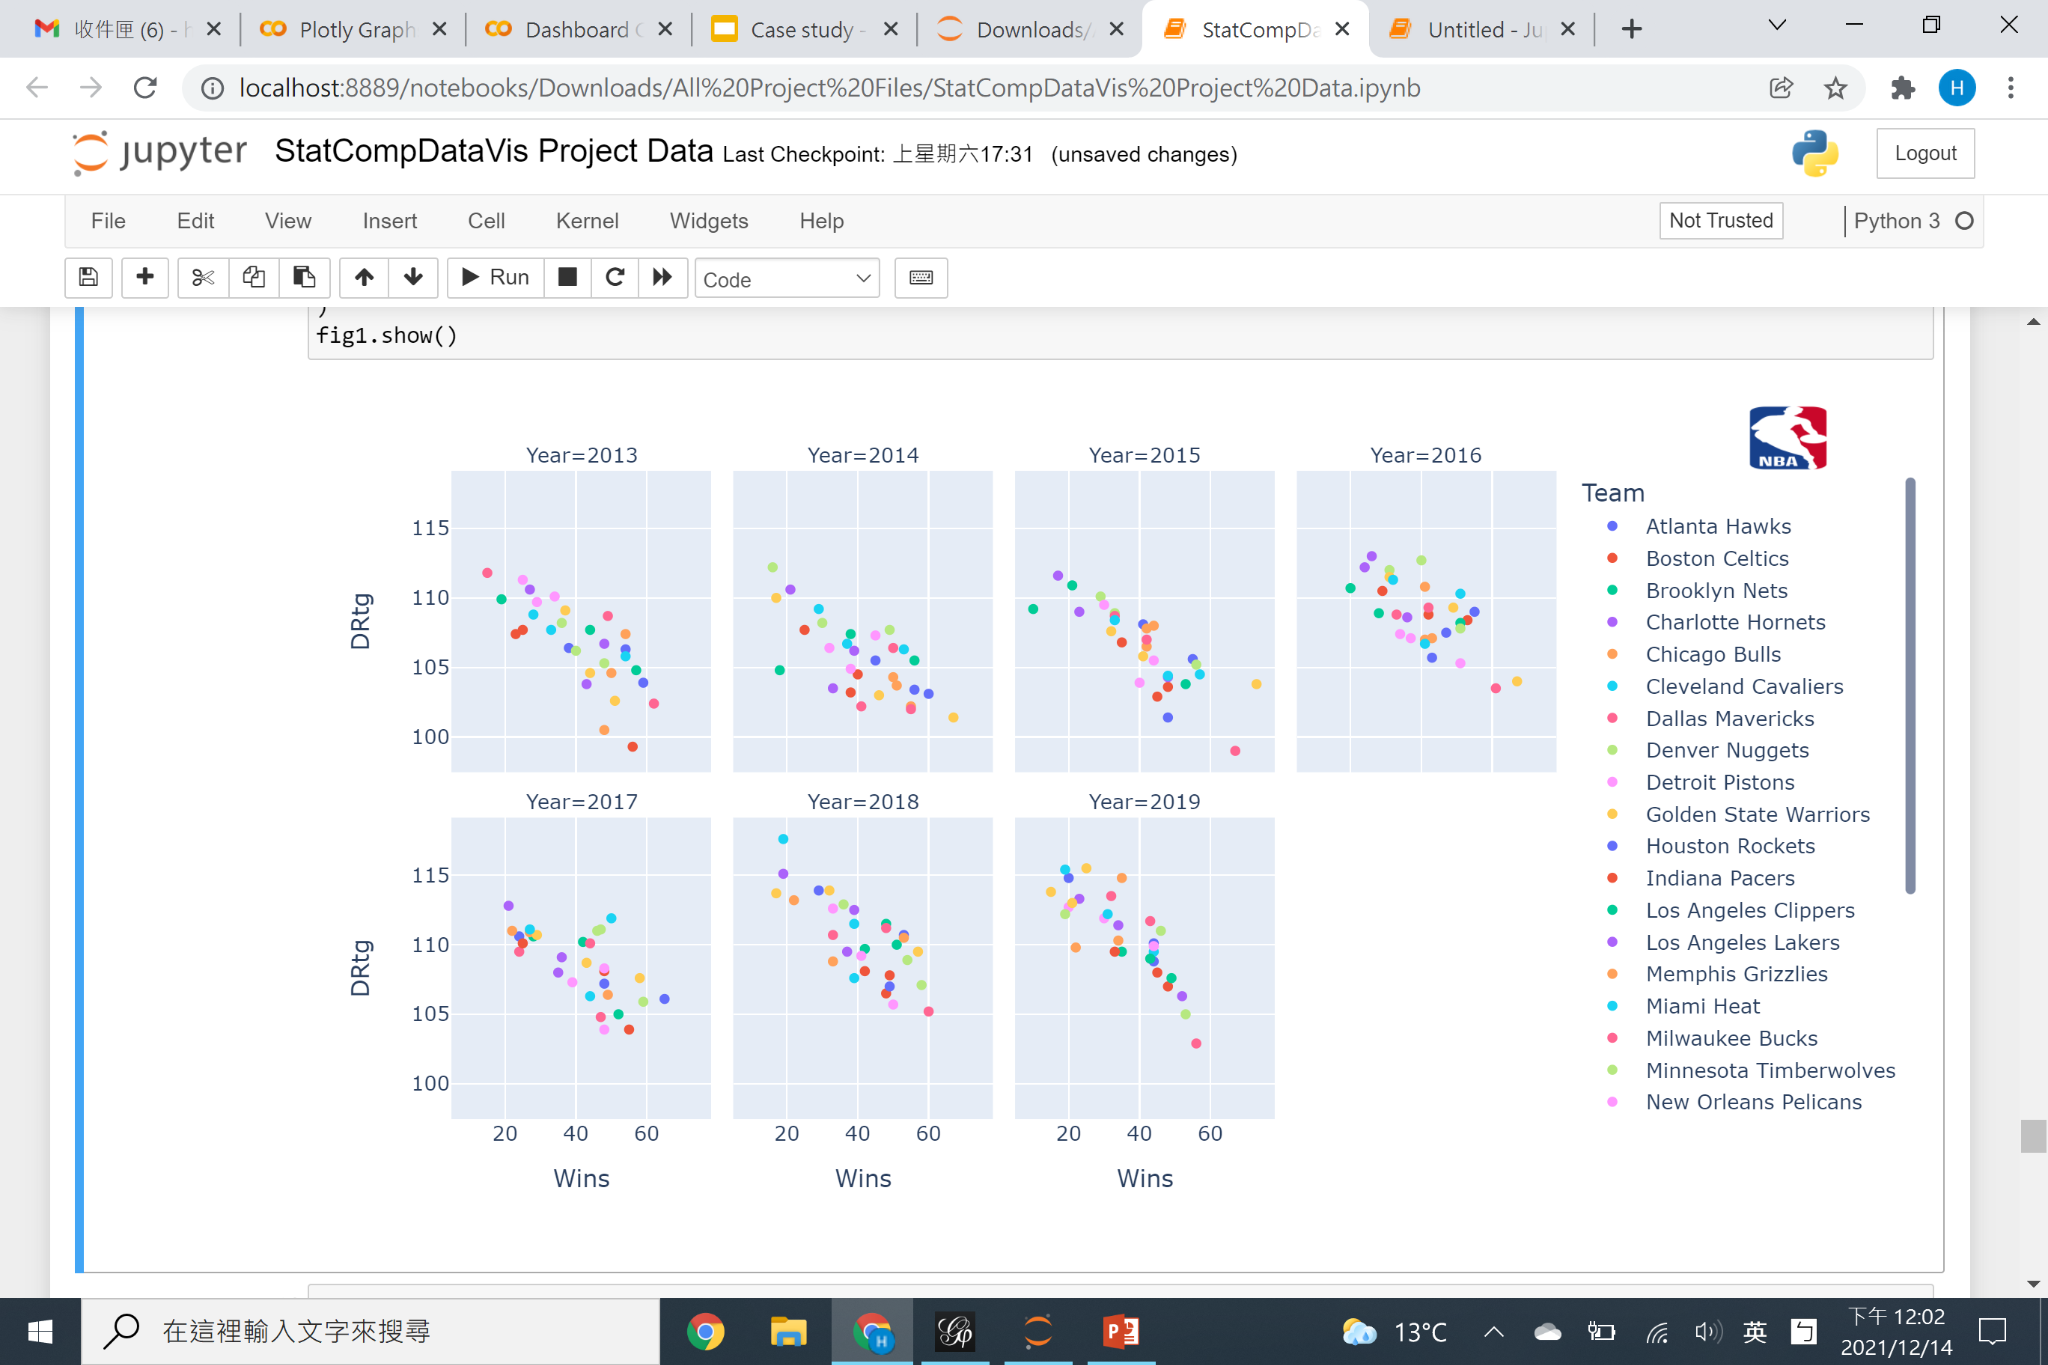 收件匣 (6) -
Plotly Graph
Dashboard
Case study -
Downloads/
StatCompDa
Untitled - Ju
localhost:8889/notebooks/Downloads/All%20Project%20Files/StatCompDataVis%20Project%20Data.ipynb
H
jupyter StatCompDataVis Project Data Last Checkpoint: 上星期六17:31 (unsaved changes)
Logout
File Edit View Insert Cell Kernel Widgets Help
Not Trusted
Python 3
Run
Code
)
fig1.show()
NBA
Year=2013 Year=2014 Year=2015 Year=2016
115
110
105
100
DRtg
Year=2017 Year=2018 Year=2019
115
110
105
100
DRtg
20 40 60 20 40 60 20 40 60
Wins Wins Wins
Team
Atlanta Hawks
Boston Celtics
Brooklyn Nets
Charlotte Hornets
Chicago Bulls
Cleveland Cavaliers
Dallas Mavericks
Denver Nuggets
Detroit Pistons
Golden State Warriors
Houston Rockets
Indiana Pacers
Los Angeles Clippers
Los Angeles Lakers
Memphis Grizzlies
Miami Heat
Milwaukee Bucks
Minnesota Timberwolves
New Orleans Pelicans
在這裡輸入文字來搜尋
H
Gp
P
13°C
英
ㄅ
下午 12:02
2021/12/14